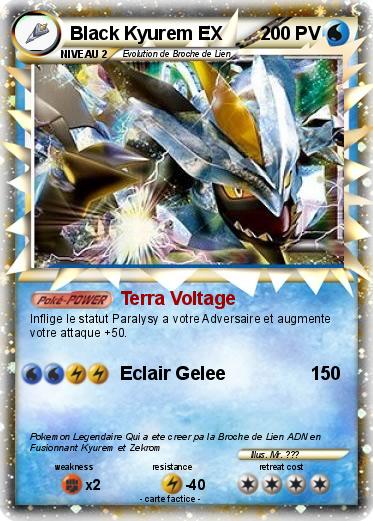 Black Kyurem EX 200 PV
NIVEAU 2 Evolution de Broche de Lien
Poké-POWER Terra Voltage
Inflige le statut Paralysy a votre Adversaire et augmente
votre attaque +50.
Eclair Gelee 150
Pokemon Legendaire Qui a ete creer pa la Broche de Lien ADN en
Fusionnant Kyurem et Zekrom
Illus. Mr. ???
weakness resistance retreat cost
x2 -40
- carte factice -